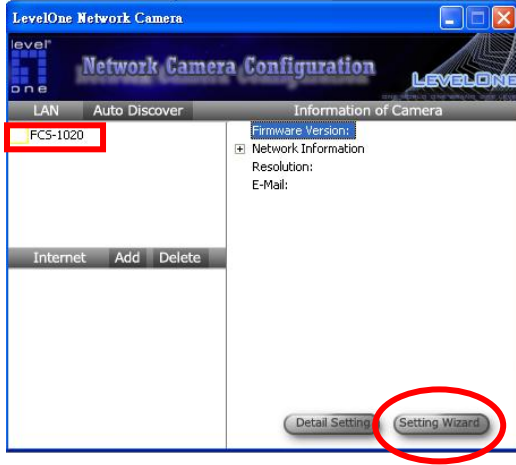 LevelOne Network Camera
level
one
Network Camera Configuration
LEVELONE
LAN Auto Discover
Information of Camera
FCS-1020
Firmware Version:
Network Information
Resolution:
E-Mail:
Internet Add Delete
Detail Setting
Setting Wizard